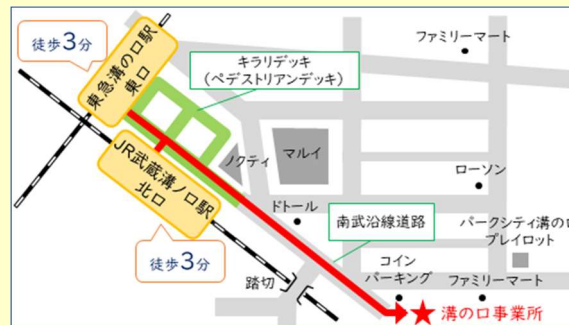 徒歩3分
東急溝の口駅
東口
キラリデッキ
(ペデストリアンデッキ)
ファミリーマート
JR武蔵溝ノ口駅
北口
徒歩3分
ノクティ
マルイ
ローソン
ドトール
南武沿線道路
パークシティ溝の口
プレイロット
踏切
コイン
パーキング
ファミリーマート
溝の口事業所